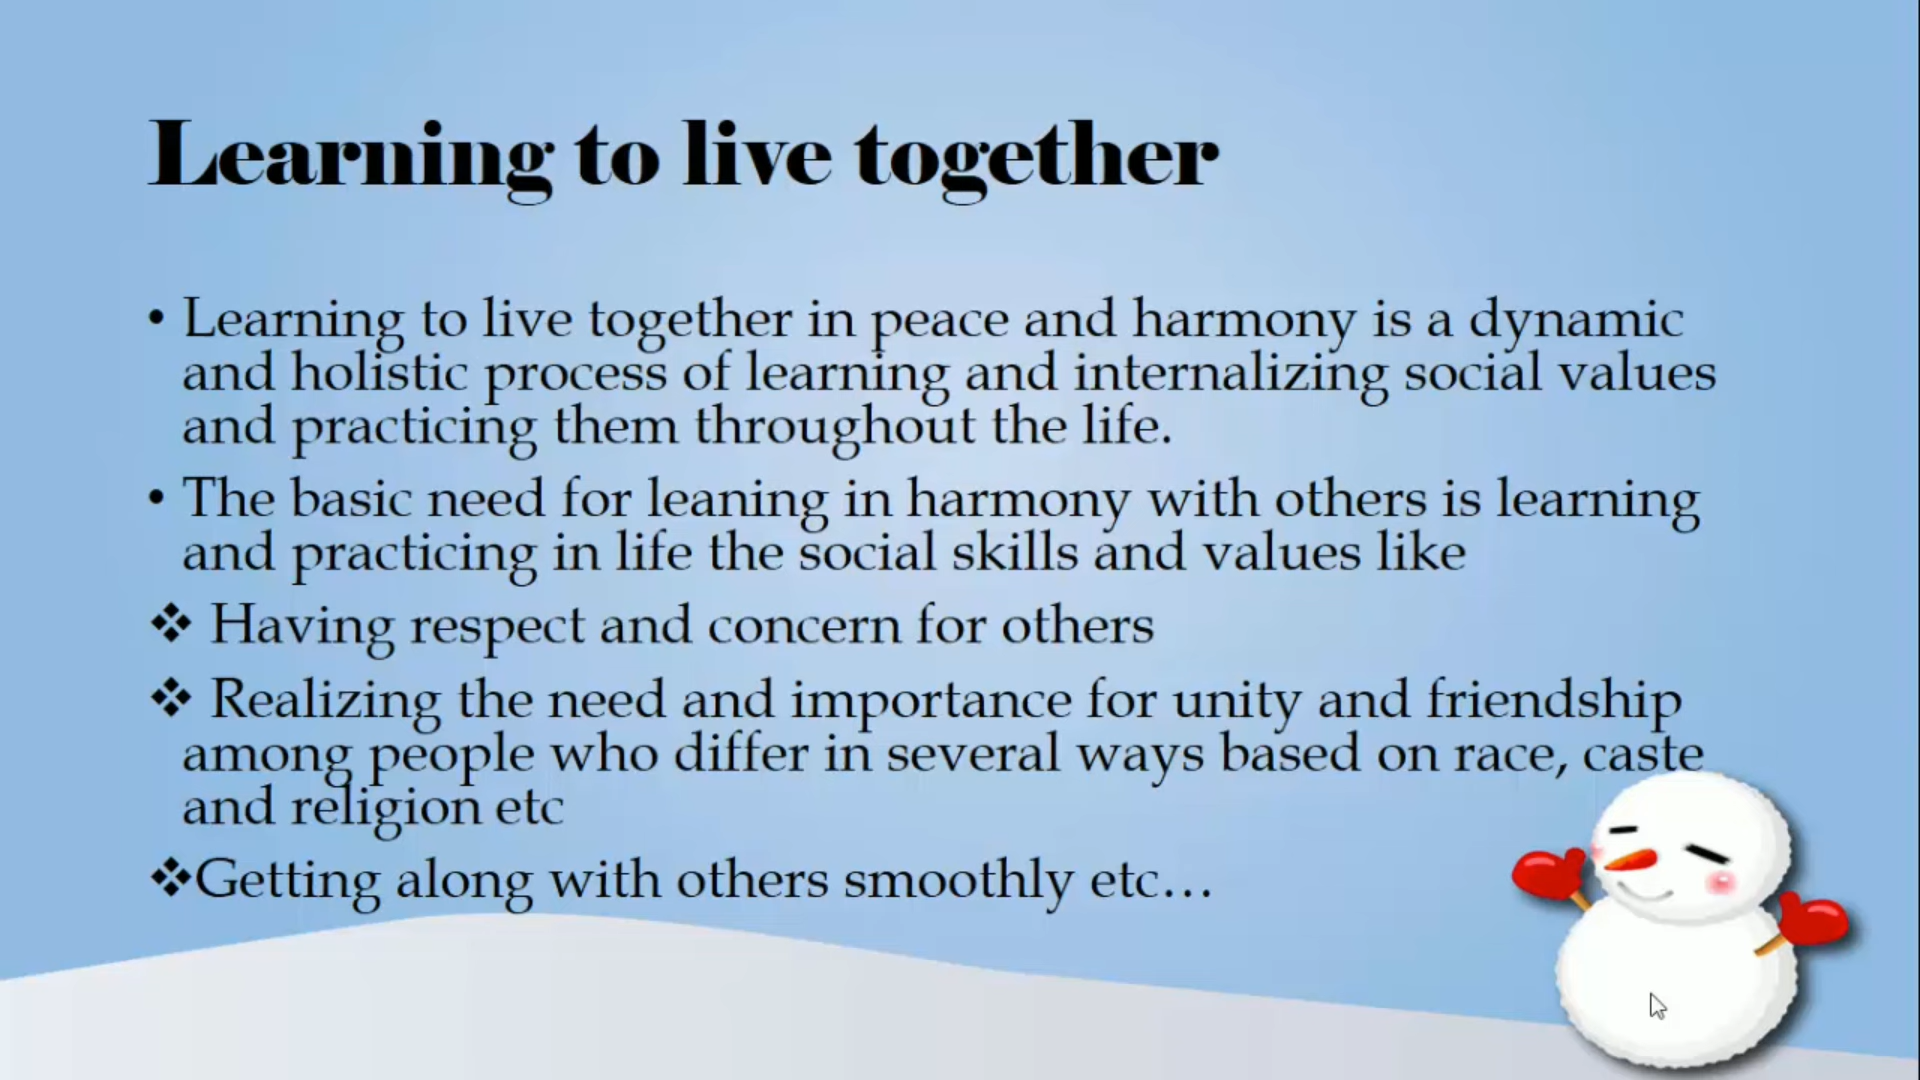 Learning to live together
• Learning to live together in peace and harmony is a dynamic
and holistic process of learning and internalizing social values
and practicing them throughout the life.
• The basic need for leaning in harmony with others is learning
and practicing in life the social skills and values like
❖ Having respect and concern for others
❖ Realizing the need and importance for unity and friendship
among people who differ in several ways based on race, caste
and religion etc
❖Getting along with others smoothly etc…